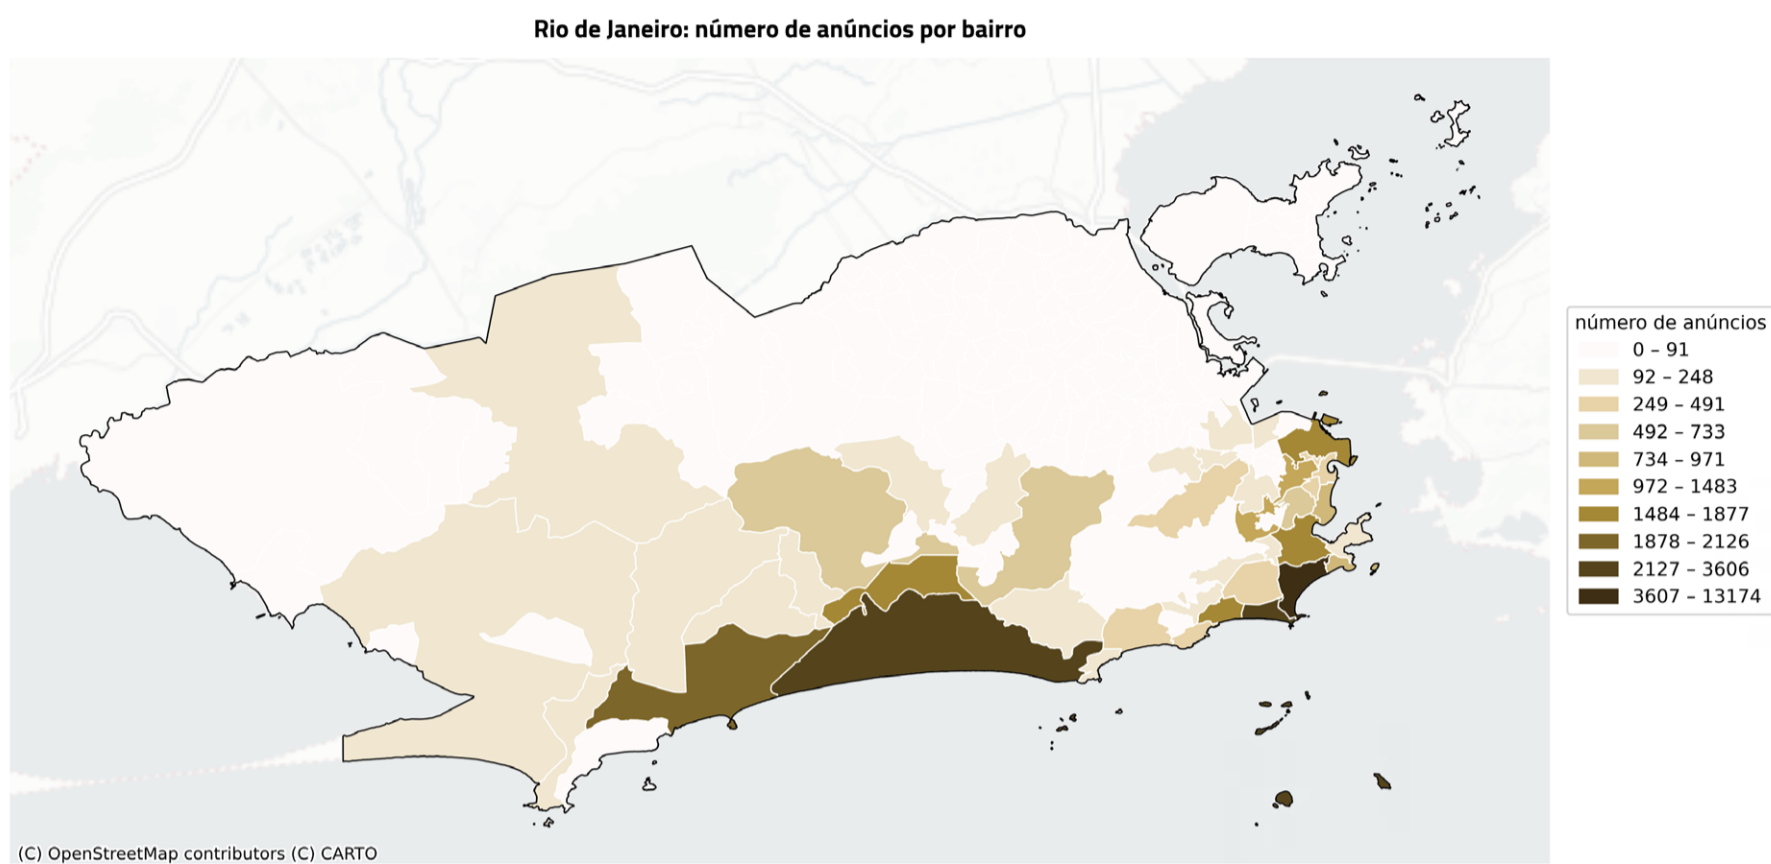 Rio de Janeiro: número de anúncios por bairro
número de anúncios
0 – 91
92 – 248
249 – 491
492 – 733
734 – 971
972 – 1483
1484 – 1877
1878 – 2126
2127 – 3606
3607 – 13174
(C) OpenStreetMap contributors (C) CARTO